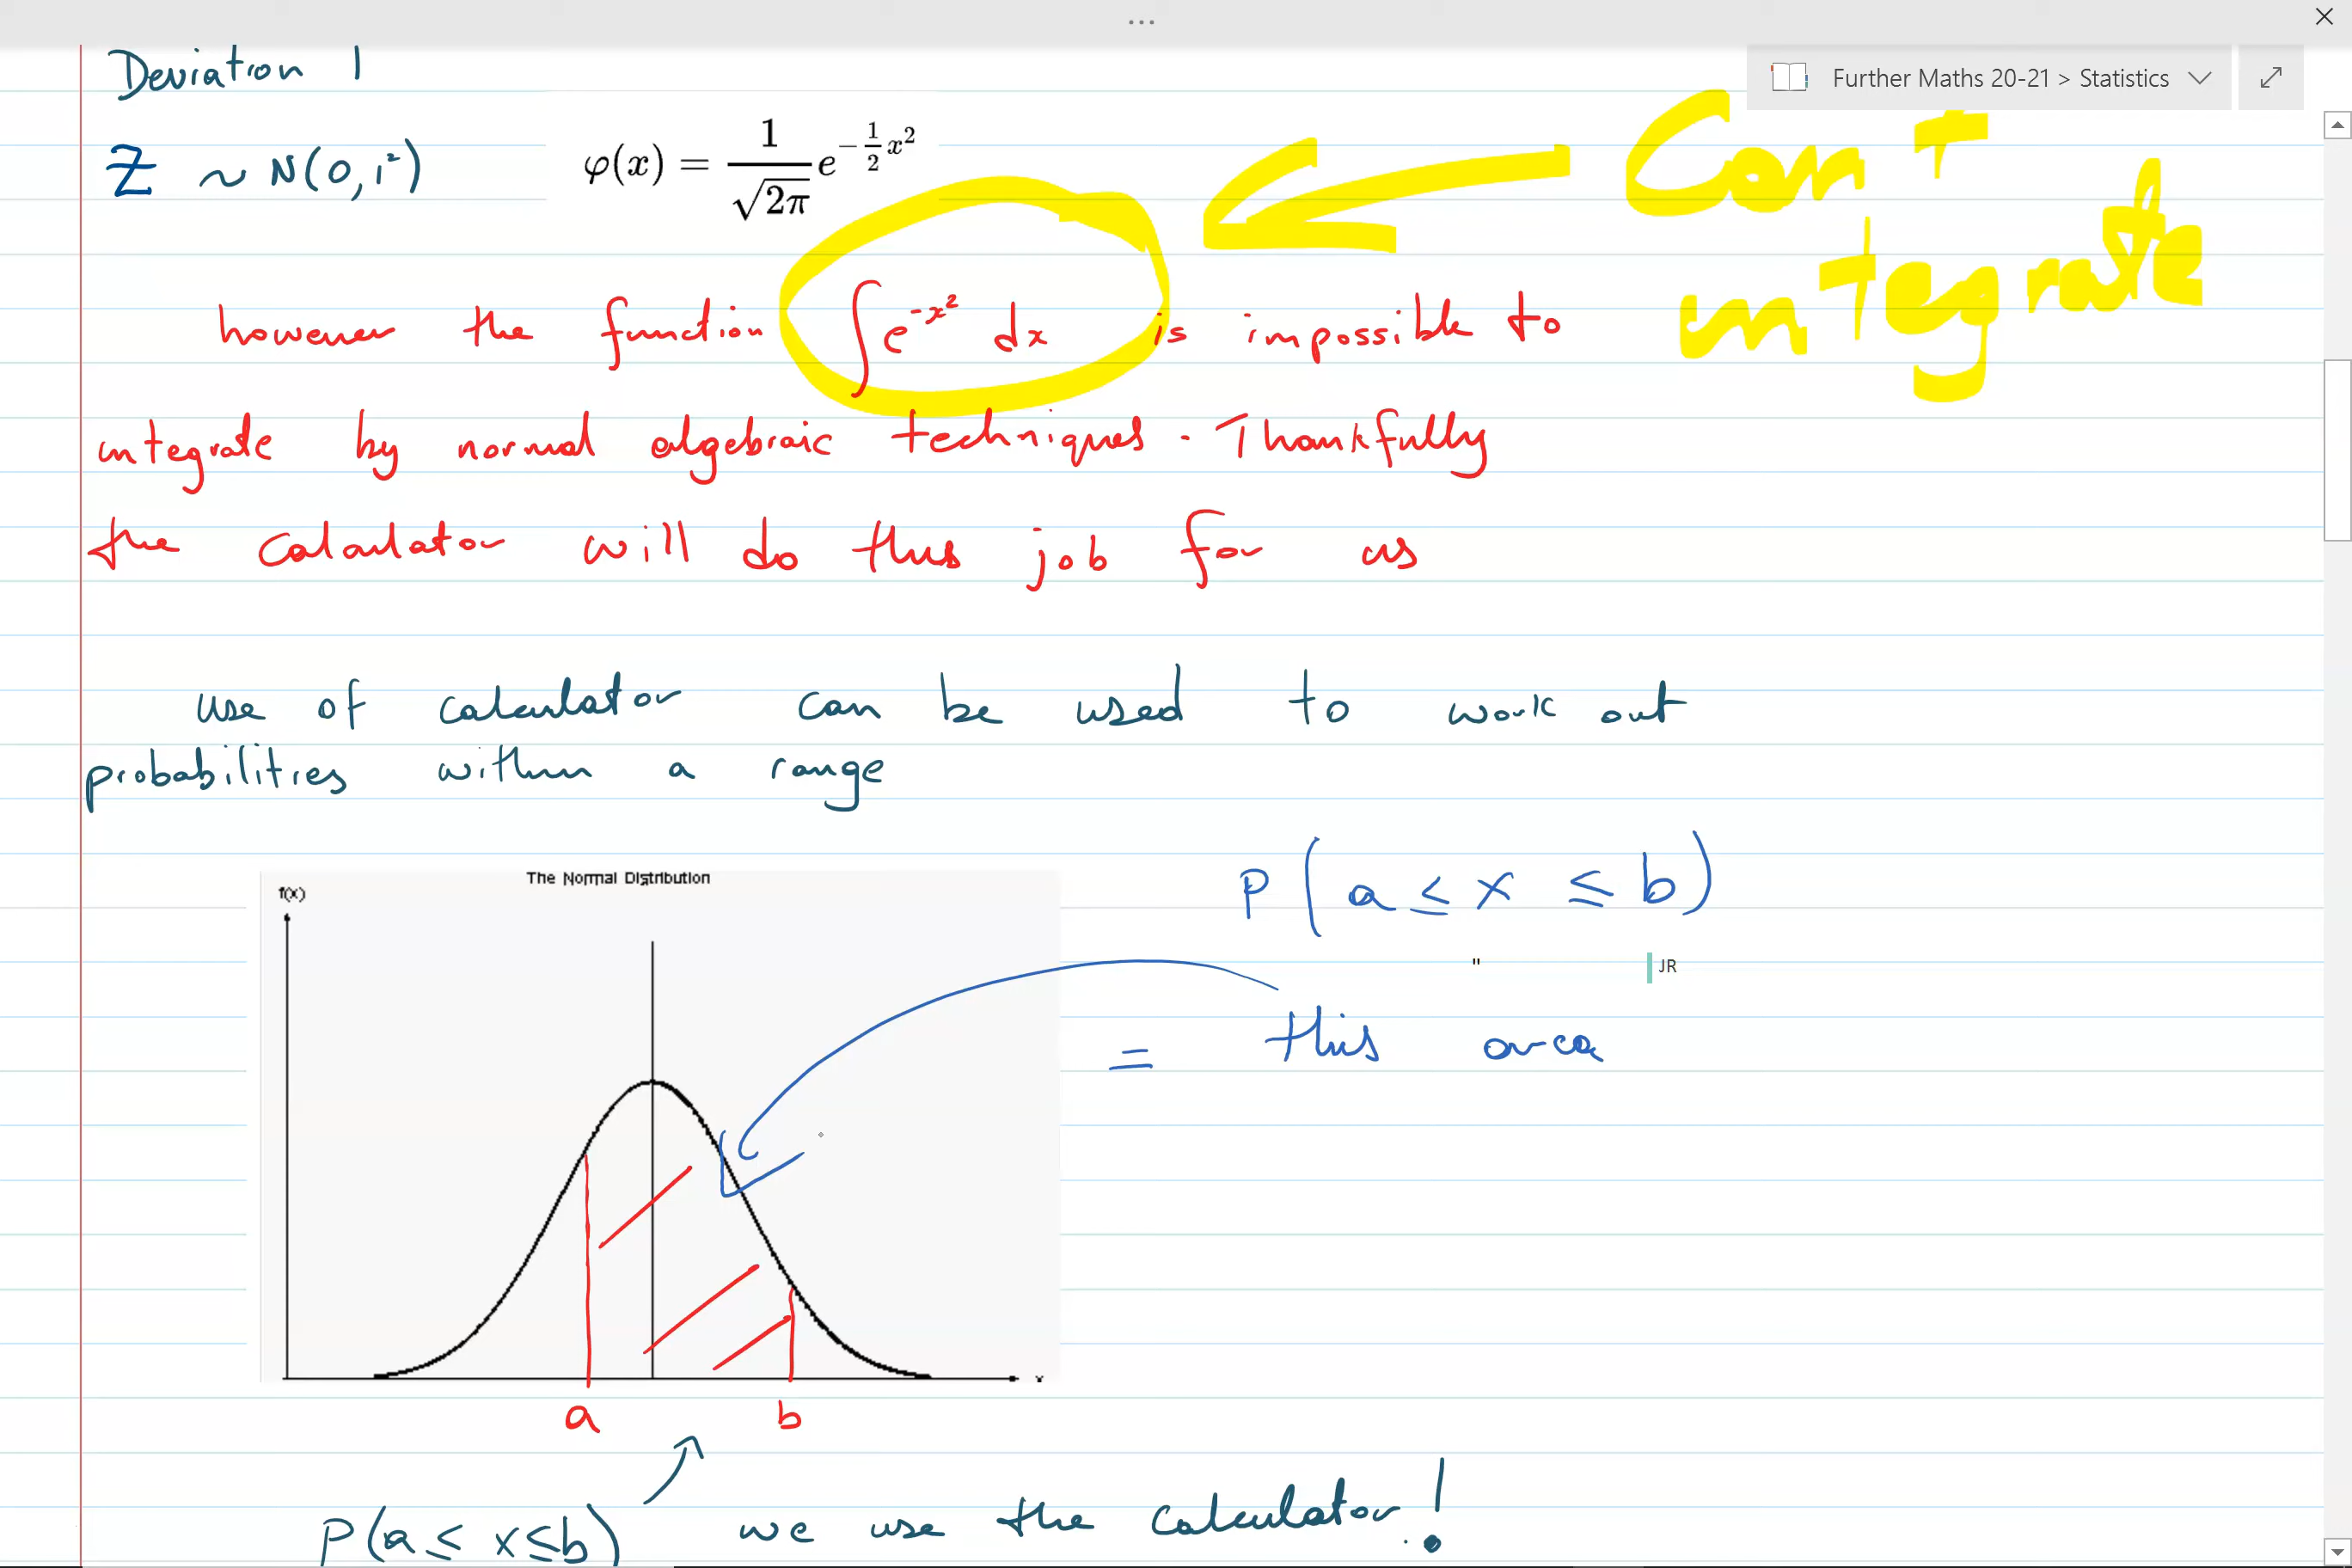 ...
Deviation 1
Further Maths 20-21 > Statistics
Z ~ N(0, 1²) φ(x) = 1/√2π e^(-1/2 x²)
Can't
integrate
however the function ∫ e^(-x²) dx is impossible to
integrate by normal algebraic techniques. Thankfully
the calculator will do this job for us
use of calculator can be used to work out
probabilities within a range
The Normal Distribution
f(x)
P(a ≤ x ≤ b)
" JR
= this area
x
a b
P(a ≤ x ≤ b) we use the calculator!